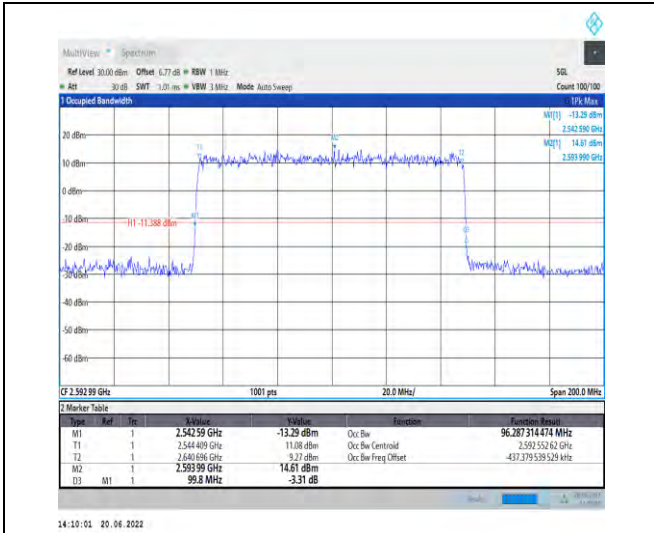 MultiView Spectrum
Ref Level 30.00 dBm Offset 6.77 dB RBW 1 MHz SGL
Att 30 dB SWT 1.01 ms VBW 3 MHz Mode Auto Sweep Count 100/100
1 Occupied Bandwidth 1Pk Max
M1[1] -13.29 dBm
2.542 590 GHz
M2[1] 14.61 dBm
2.593 990 GHz
20 dBm
M2
T1
T2
10 dBm
0 dBm
-10 dBm
M1
H1 -11.388 dBm
D3
-20 dBm
-30 dBm
-40 dBm
-50 dBm
-60 dBm
CF 2.592 99 GHz 1001 pts 20.0 MHz/ Span 200.0 MHz
2 Marker Table
Type Ref Trc X-Value Y-Value Function Function Result
M1 1 2.542 59 GHz -13.29 dBm Occ Bw 96.287 314 474 MHz
T1 1 2.544 409 GHz 11.08 dBm Occ Bw Centroid 2.592 552 62 GHz
T2 1 2.640 696 GHz 9.27 dBm Occ Bw Freq Offset -437.379 539 529 kHz
M2 1 2.593 99 GHz 14.61 dBm
D3 M1 1 99.8 MHz -3.31 dB
14:10:01 20.06.2022